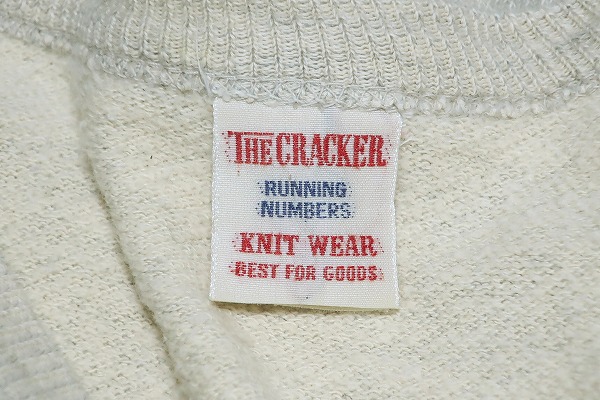 THE CRACKER
RUNNING
NUMBERS
KNIT WEAR
BEST FOR GOODS